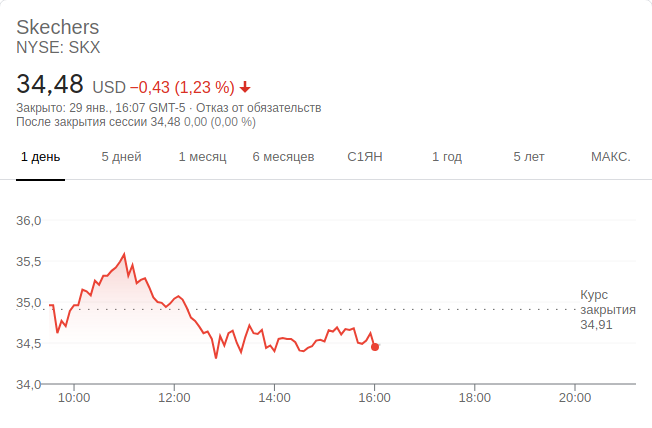 Skechers
NYSE: SKX
34,48 USD −0,43 (1,23 %)
Закрыто: 29 янв., 16:07 GMT-5 · Отказ от обязательств
После закрытия сессии 34,48 0,00 (0,00 %)
1 день 5 дней 1 месяц 6 месяцев С1ЯН 1 год 5 лет МАКС.
36,0
35,5
35,0
34,5
34,0
Курс
закрытия
34,91
10:00 12:00 14:00 16:00 18:00 20:00